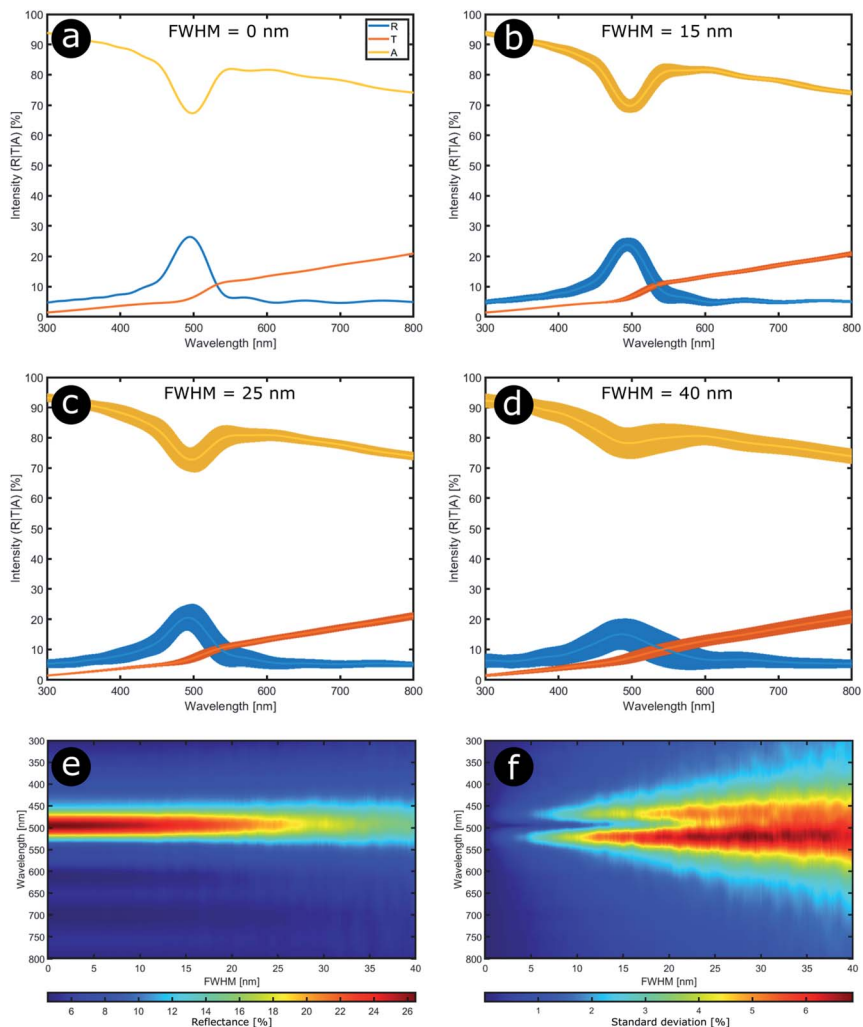 a
FWHM = 0 nm
R
T
A
100
90
80
70
60
50
40
30
20
10
0
Intensity (R|T|A) [%]
300 400 500 600 700 800
Wavelength [nm]
b
FWHM = 15 nm
100
90
80
70
60
50
40
30
20
10
0
Intensity (R|T|A) [%]
300 400 500 600 700 800
Wavelength [nm]
c
FWHM = 25 nm
100
90
80
70
60
50
40
30
20
10
0
Intensity (R|T|A) [%]
300 400 500 600 700 800
Wavelength [nm]
d
FWHM = 40 nm
100
90
80
70
60
50
40
30
20
10
0
Intensity (R|T|A) [%]
300 400 500 600 700 800
Wavelength [nm]
e
300
350
400
450
500
550
600
650
700
750
800
Wavelength [nm]
0 5 10 15 20 25 30 35 40
FWHM [nm]
6 8 10 12 14 16 18 20 22 24 26
Reflectance [%]
f
300
350
400
450
500
550
600
650
700
750
800
Wavelength [nm]
0 5 10 15 20 25 30 35 40
FWHM [nm]
1 2 3 4 5 6
Standard deviation [%]